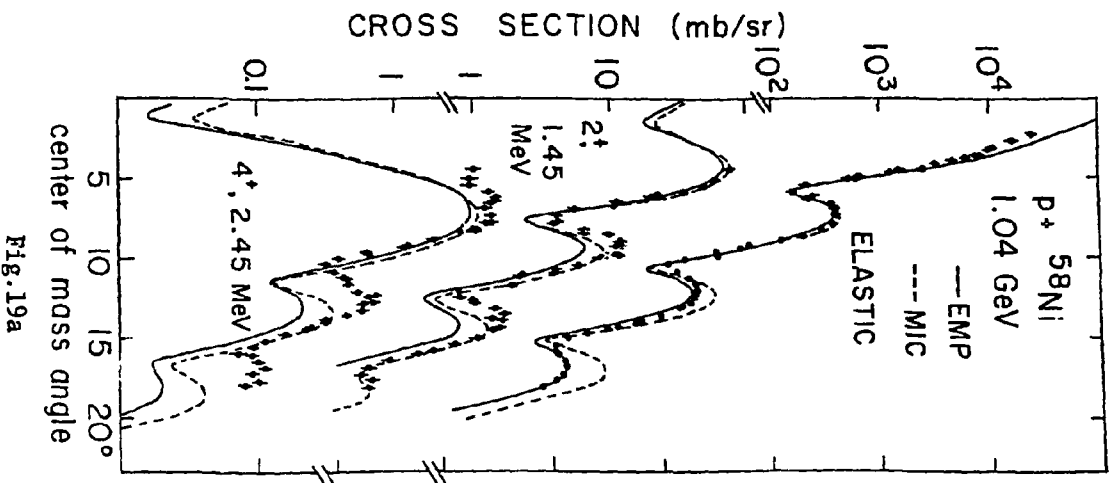 CROSS SECTION (mb/sr)
10⁴
10³
10²
10
1
1
0.1
p + ⁵⁸Ni
1.04 GeV
— EMP
--- MIC
ELASTIC
2⁺,
1.45
MeV
4⁺, 2.45 MeV
5 10 15 20°
center of mass angle
Fig.19a